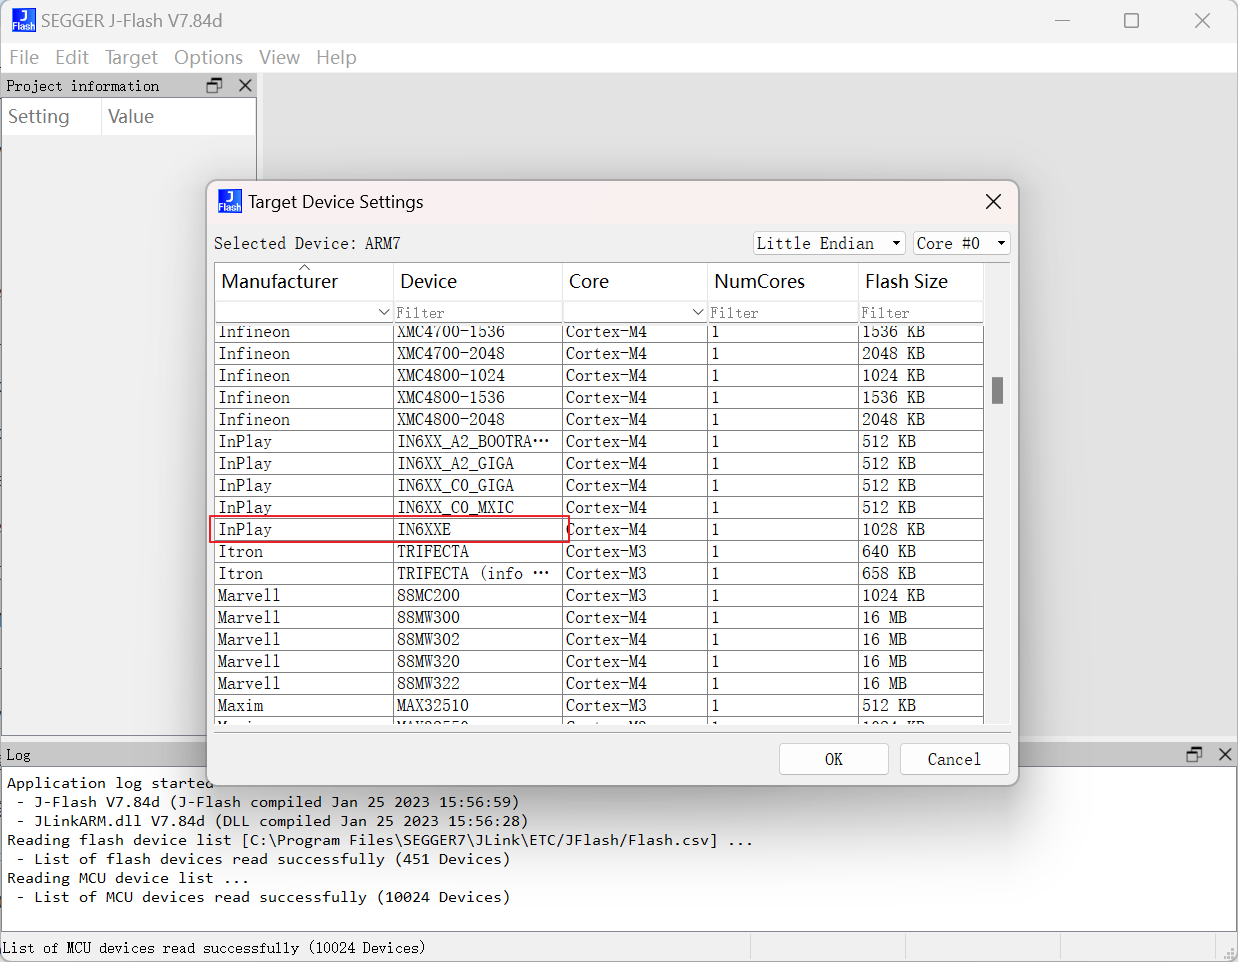 J Flash SEGGER J-Flash V7.84d
File Edit Target Options View Help
Project information
Setting Value
J Flash Target Device Settings
Selected Device: ARM7 Little Endian Core #0
Manufacturer Device Core NumCores Flash Size
Filter Filter Filter
Infineon XMC4700-1536 Cortex-M4 1 1536 KB
Infineon XMC4700-2048 Cortex-M4 1 2048 KB
Infineon XMC4800-1024 Cortex-M4 1 1024 KB
Infineon XMC4800-1536 Cortex-M4 1 1536 KB
Infineon XMC4800-2048 Cortex-M4 1 2048 KB
InPlay IN6XX_A2_BOOTRA··· Cortex-M4 1 512 KB
InPlay IN6XX_A2_GIGA Cortex-M4 1 512 KB
InPlay IN6XX_C0_GIGA Cortex-M4 1 512 KB
InPlay IN6XX_C0_MXIC Cortex-M4 1 512 KB
InPlay IN6XXE Cortex-M4 1 1028 KB
Itron TRIFECTA Cortex-M3 1 640 KB
Itron TRIFECTA (info ··· Cortex-M3 1 658 KB
Marvell 88MC200 Cortex-M3 1 1024 KB
Marvell 88MW300 Cortex-M4 1 16 MB
Marvell 88MW302 Cortex-M4 1 16 MB
Marvell 88MW320 Cortex-M4 1 16 MB
Marvell 88MW322 Cortex-M4 1 16 MB
Maxim MAX32510 Cortex-M3 1 512 KB
OK Cancel
Log
Application log started
- J-Flash V7.84d (J-Flash compiled Jan 25 2023 15:56:59)
- JLinkARM.dll V7.84d (DLL compiled Jan 25 2023 15:56:28)
Reading flash device list [C:\Program Files\SEGGER7\JLink\ETC/JFlash/Flash.csv] ...
- List of flash devices read successfully (451 Devices)
Reading MCU device list ...
- List of MCU devices read successfully (10024 Devices)
List of MCU devices read successfully (10024 Devices)